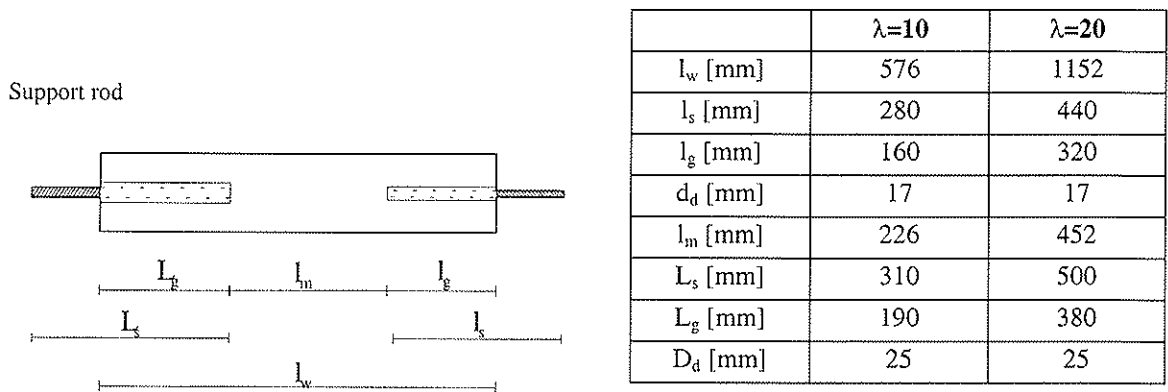 Support rod
L_g l_m l_g
L_s l_s
l_w
λ=10 λ=20
l_w [mm] 576 1152
l_s [mm] 280 440
l_g [mm] 160 320
d_d [mm] 17 17
l_m [mm] 226 452
L_s [mm] 310 500
L_g [mm] 190 380
D_d [mm] 25 25